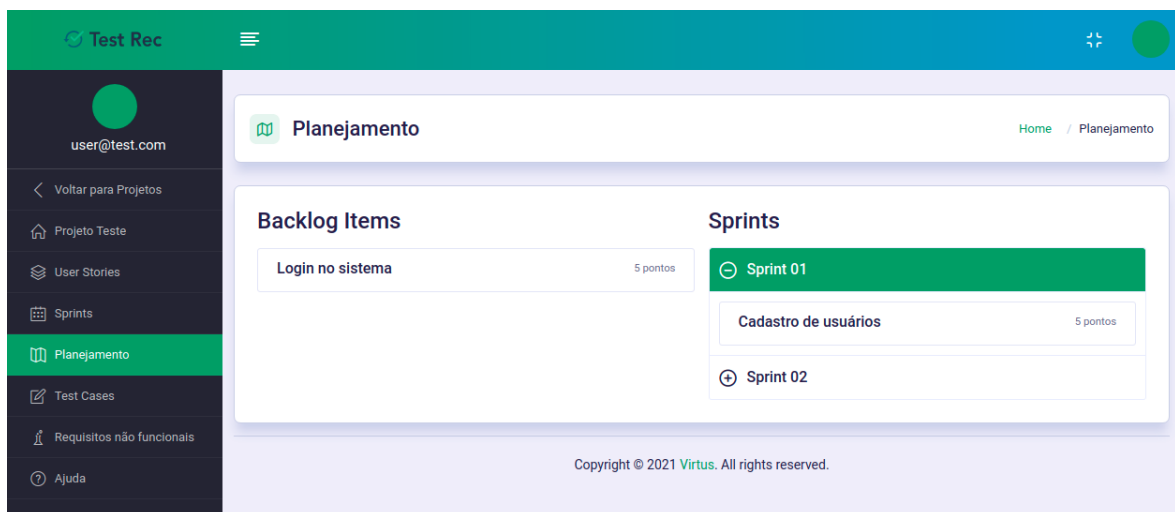 Test Rec
user@test.com
Voltar para Projetos
Projeto Teste
User Stories
Sprints
Planejamento
Test Cases
Requisitos não funcionais
Ajuda
Planejamento
Home / Planejamento
Backlog Items
Login no sistema 5 pontos
Sprints
Sprint 01
Cadastro de usuários 5 pontos
Sprint 02
Copyright © 2021 Virtus. All rights reserved.